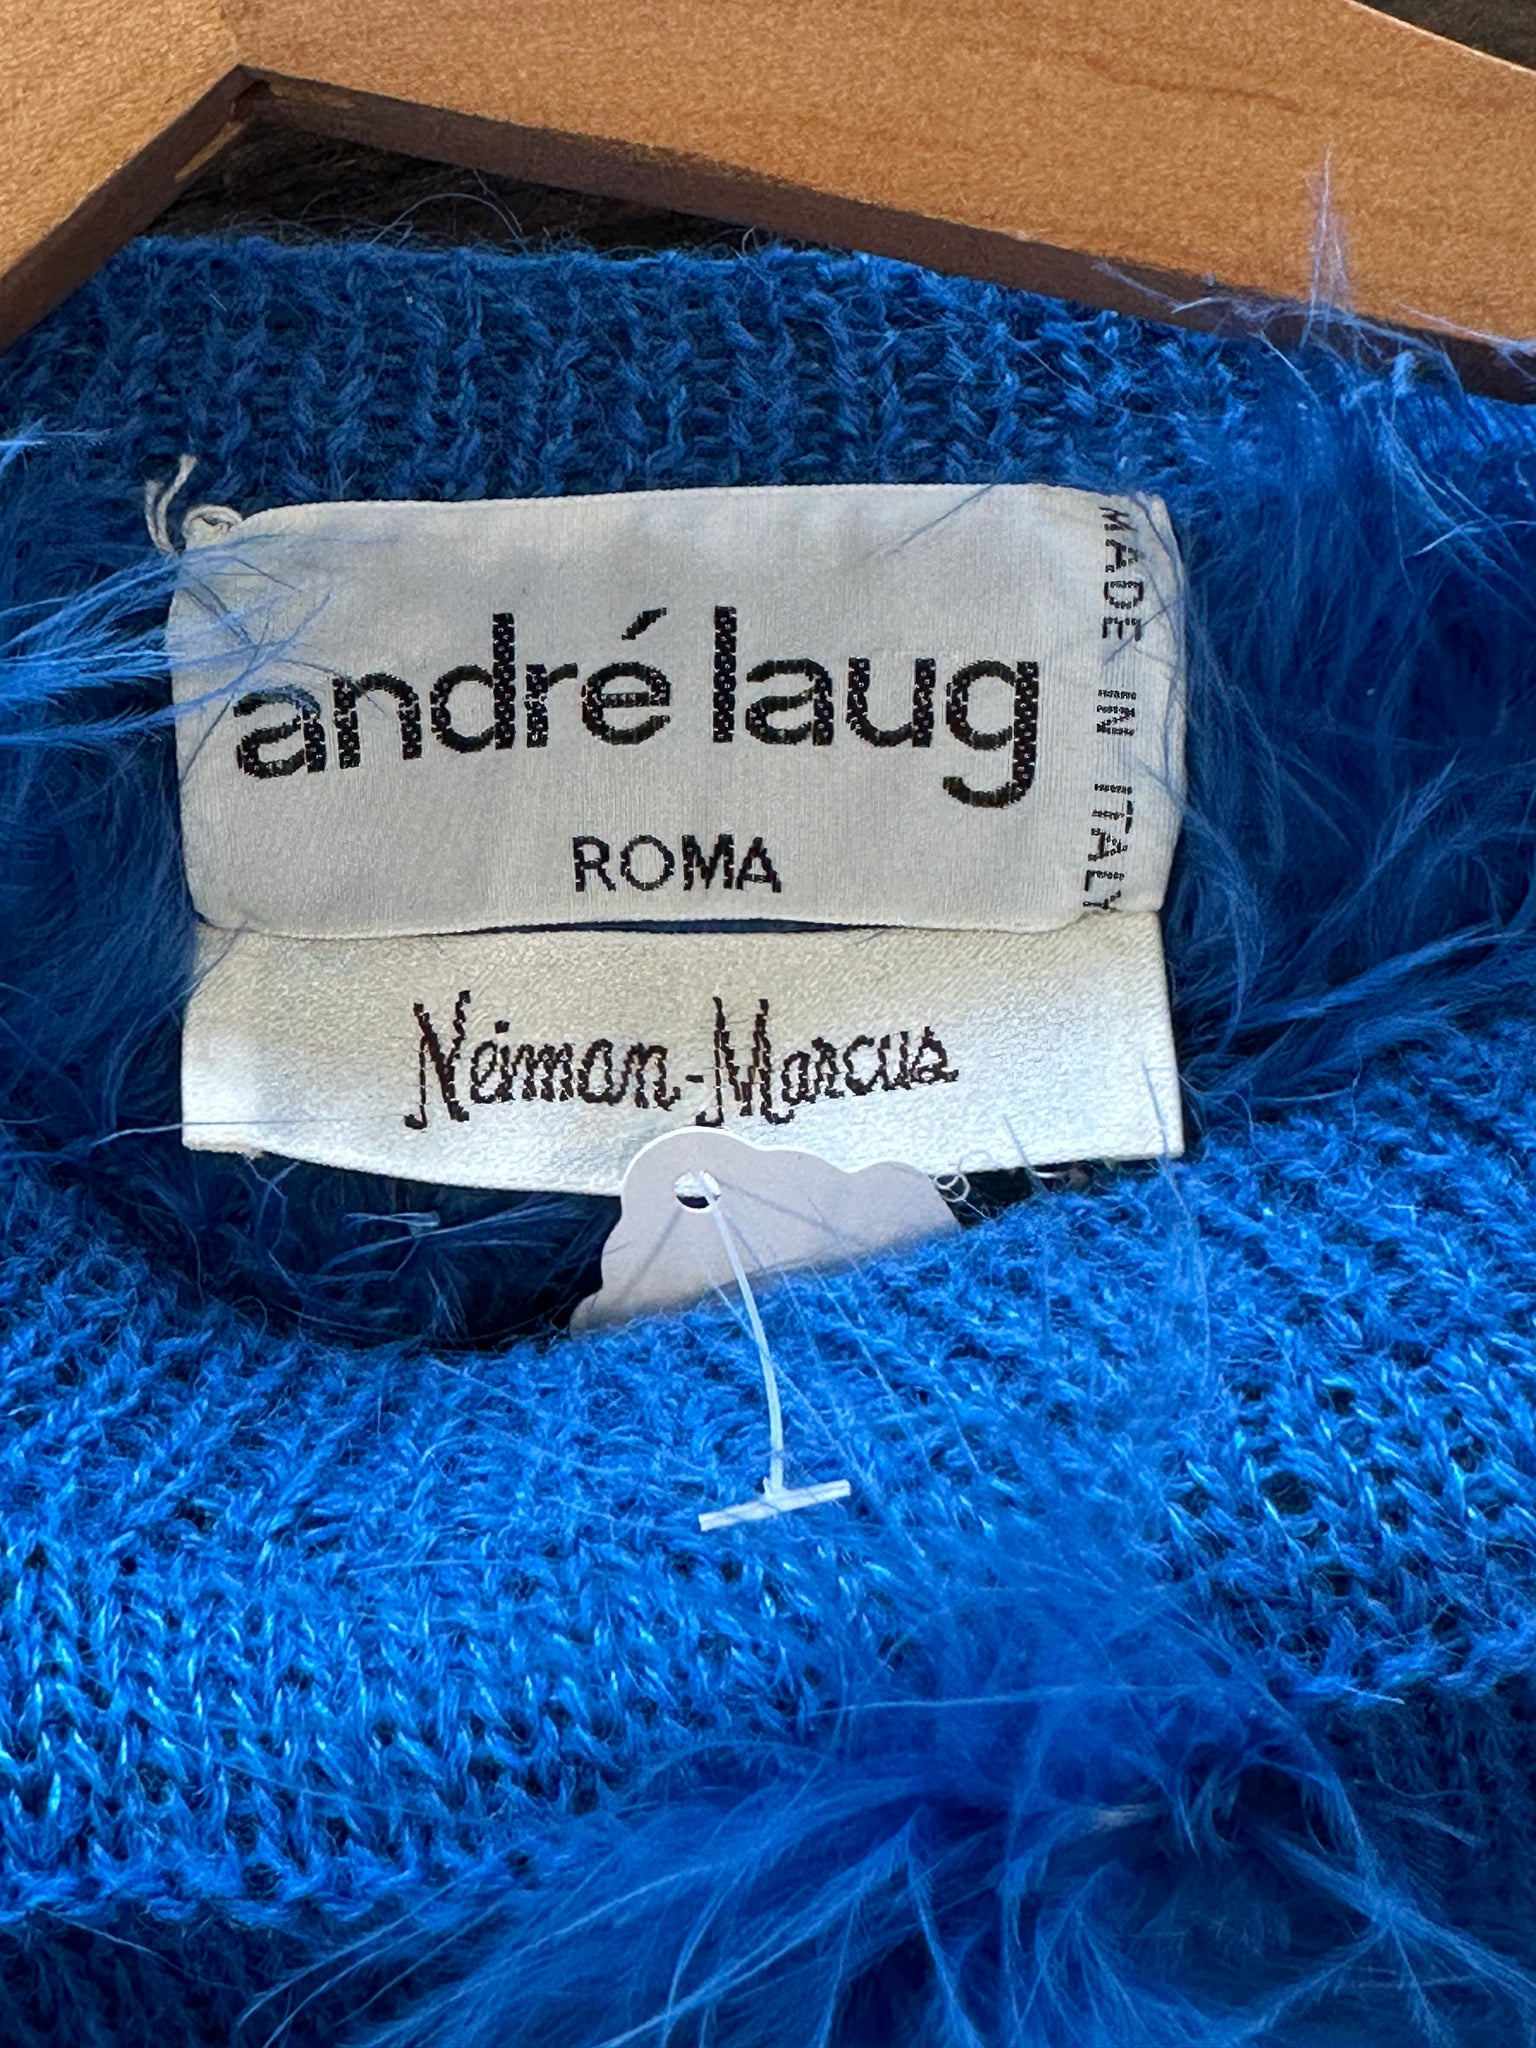 andré laug
ROMA
MADE IN ITALY
Neiman-Marcus